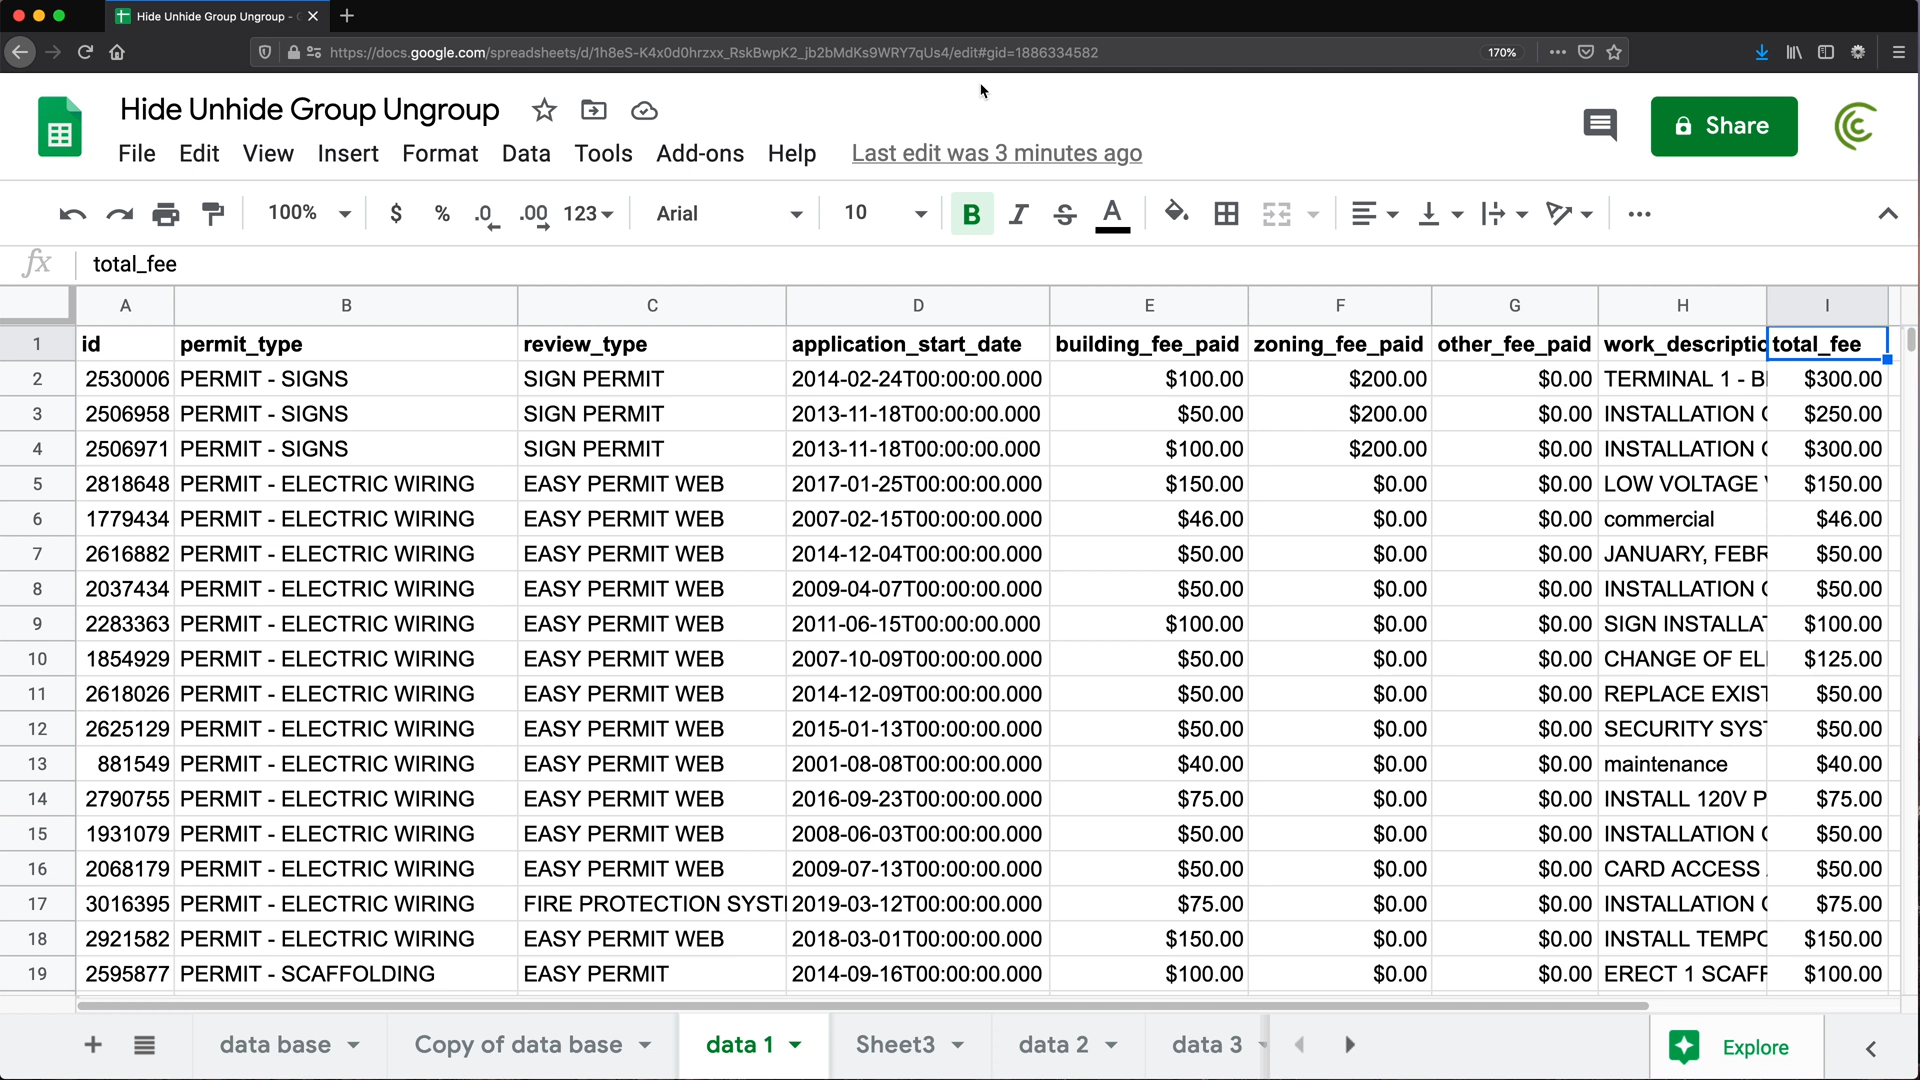 Hide Unhide Group Ungroup -
https://docs.google.com/spreadsheets/d/1h8eS-K4x0d0hrzxx_RskBwpK2_jb2bMdKs9WRY7qUs4/edit#gid=1886334582 170%
Hide Unhide Group Ungroup
Share
File Edit View Insert Format Data Tools Add-ons Help Last edit was 3 minutes ago
100% $ % .0 .00 123 Arial 10 B I S A
fx total_fee
A B C D E F G H I
1 id permit_type review_type application_start_date building_fee_paid zoning_fee_paid other_fee_paid work_descriptio total_fee
2 2530006 PERMIT - SIGNS SIGN PERMIT 2014-02-24T00:00:00.000 $100.00 $200.00 $0.00 TERMINAL 1 - B $300.00
3 2506958 PERMIT - SIGNS SIGN PERMIT 2013-11-18T00:00:00.000 $50.00 $200.00 $0.00 INSTALLATION $250.00
4 2506971 PERMIT - SIGNS SIGN PERMIT 2013-11-18T00:00:00.000 $100.00 $200.00 $0.00 INSTALLATION $300.00
5 2818648 PERMIT - ELECTRIC WIRING EASY PERMIT WEB 2017-01-25T00:00:00.000 $150.00 $0.00 $0.00 LOW VOLTAGE $150.00
6 1779434 PERMIT - ELECTRIC WIRING EASY PERMIT WEB 2007-02-15T00:00:00.000 $46.00 $0.00 $0.00 commercial $46.00
7 2616882 PERMIT - ELECTRIC WIRING EASY PERMIT WEB 2014-12-04T00:00:00.000 $50.00 $0.00 $0.00 JANUARY, FEBR $50.00
8 2037434 PERMIT - ELECTRIC WIRING EASY PERMIT WEB 2009-04-07T00:00:00.000 $50.00 $0.00 $0.00 INSTALLATION $50.00
9 2283363 PERMIT - ELECTRIC WIRING EASY PERMIT WEB 2011-06-15T00:00:00.000 $100.00 $0.00 $0.00 SIGN INSTALLAT $100.00
10 1854929 PERMIT - ELECTRIC WIRING EASY PERMIT WEB 2007-10-09T00:00:00.000 $50.00 $0.00 $0.00 CHANGE OF EL $125.00
11 2618026 PERMIT - ELECTRIC WIRING EASY PERMIT WEB 2014-12-09T00:00:00.000 $50.00 $0.00 $0.00 REPLACE EXIST $50.00
12 2625129 PERMIT - ELECTRIC WIRING EASY PERMIT WEB 2015-01-13T00:00:00.000 $50.00 $0.00 $0.00 SECURITY SYST $50.00
13 881549 PERMIT - ELECTRIC WIRING EASY PERMIT WEB 2001-08-08T00:00:00.000 $40.00 $0.00 $0.00 maintenance $40.00
14 2790755 PERMIT - ELECTRIC WIRING EASY PERMIT WEB 2016-09-23T00:00:00.000 $75.00 $0.00 $0.00 INSTALL 120V P $75.00
15 1931079 PERMIT - ELECTRIC WIRING EASY PERMIT WEB 2008-06-03T00:00:00.000 $50.00 $0.00 $0.00 INSTALLATION $50.00
16 2068179 PERMIT - ELECTRIC WIRING EASY PERMIT WEB 2009-07-13T00:00:00.000 $50.00 $0.00 $0.00 CARD ACCESS $50.00
17 3016395 PERMIT - ELECTRIC WIRING FIRE PROTECTION SYST 2019-03-12T00:00:00.000 $75.00 $0.00 $0.00 INSTALLATION $75.00
18 2921582 PERMIT - ELECTRIC WIRING EASY PERMIT WEB 2018-03-01T00:00:00.000 $150.00 $0.00 $0.00 INSTALL TEMPO $150.00
19 2595877 PERMIT - SCAFFOLDING EASY PERMIT 2014-09-16T00:00:00.000 $100.00 $0.00 $0.00 ERECT 1 SCAFF $100.00
data base Copy of data base data 1 Sheet3 data 2 data 3 Explore